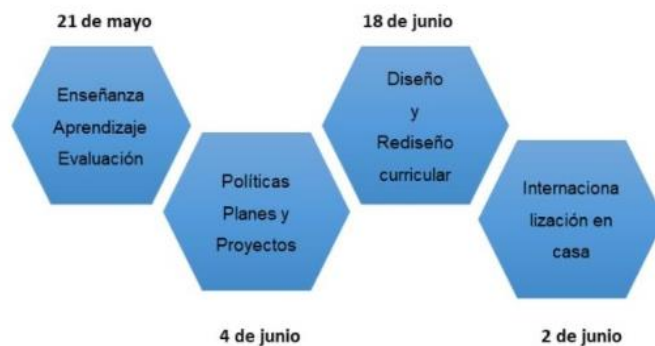 21 de mayo
Enseñanza
Aprendizaje
Evaluación
Políticas
Planes y
Proyectos
4 de junio
18 de junio
Diseño
y
Rediseño
curricular
Internaciona
lización en
casa
2 de junio